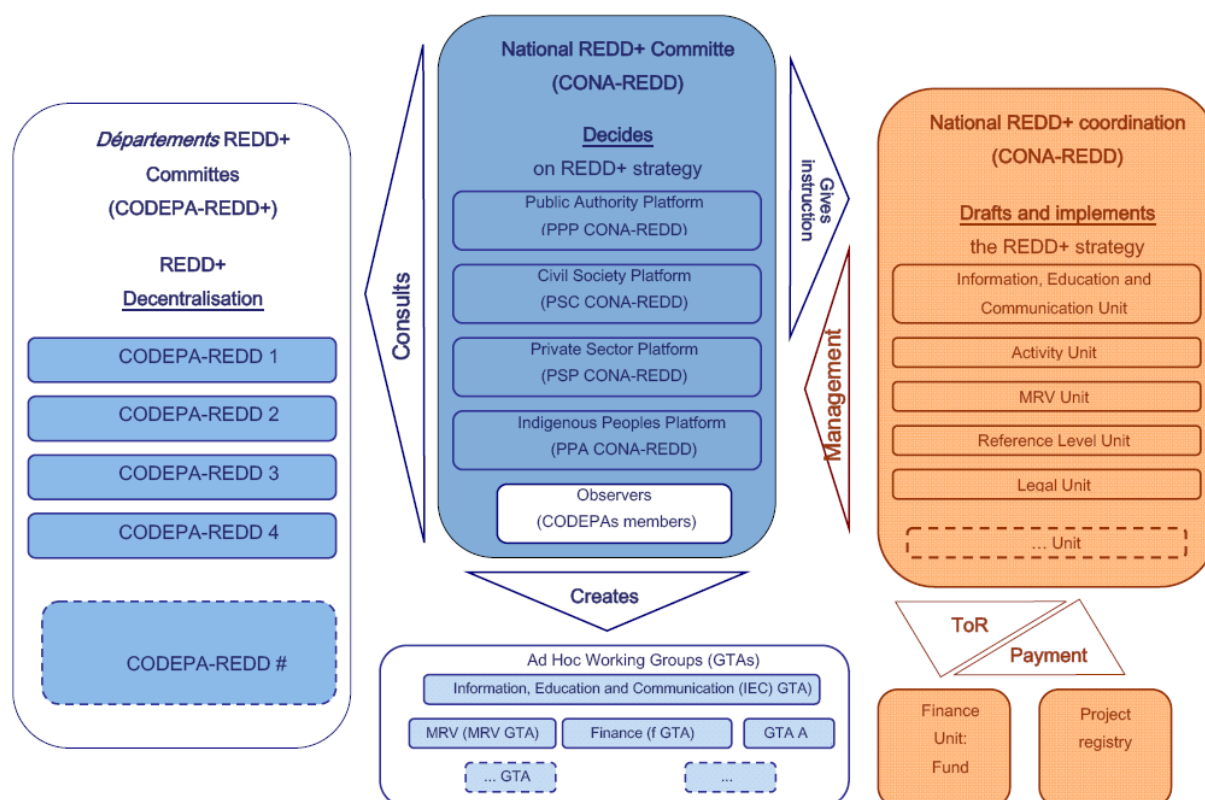 Départements REDD+
Committes
(CODEPA-REDD+)
REDD+
Decentralisation
CODEPA-REDD 1
CODEPA-REDD 2
CODEPA-REDD 3
CODEPA-REDD 4
CODEPA-REDD #
Consults
National REDD+ Committe
(CONA-REDD)
Decides
on REDD+ strategy
Public Authority Platform
(PPP CONA-REDD)
Civil Society Platform
(PSC CONA-REDD)
Private Sector Platform
(PSP CONA-REDD)
Indigenous Peoples Platform
(PPA CONA-REDD)
Observers
(CODEPAs members)
Creates
Ad Hoc Working Groups (GTAs)
Information, Education and Communication (IEC) GTA)
MRV (MRV GTA)
Finance (f GTA)
GTA A
... GTA
...
Gives
instruction
Management
National REDD+ coordination
(CONA-REDD)
Drafts and implements
the REDD+ strategy
Information, Education and
Communication Unit
Activity Unit
MRV Unit
Reference Level Unit
Legal Unit
... Unit
ToR
Payment
Finance
Unit:
Fund
Project
registry